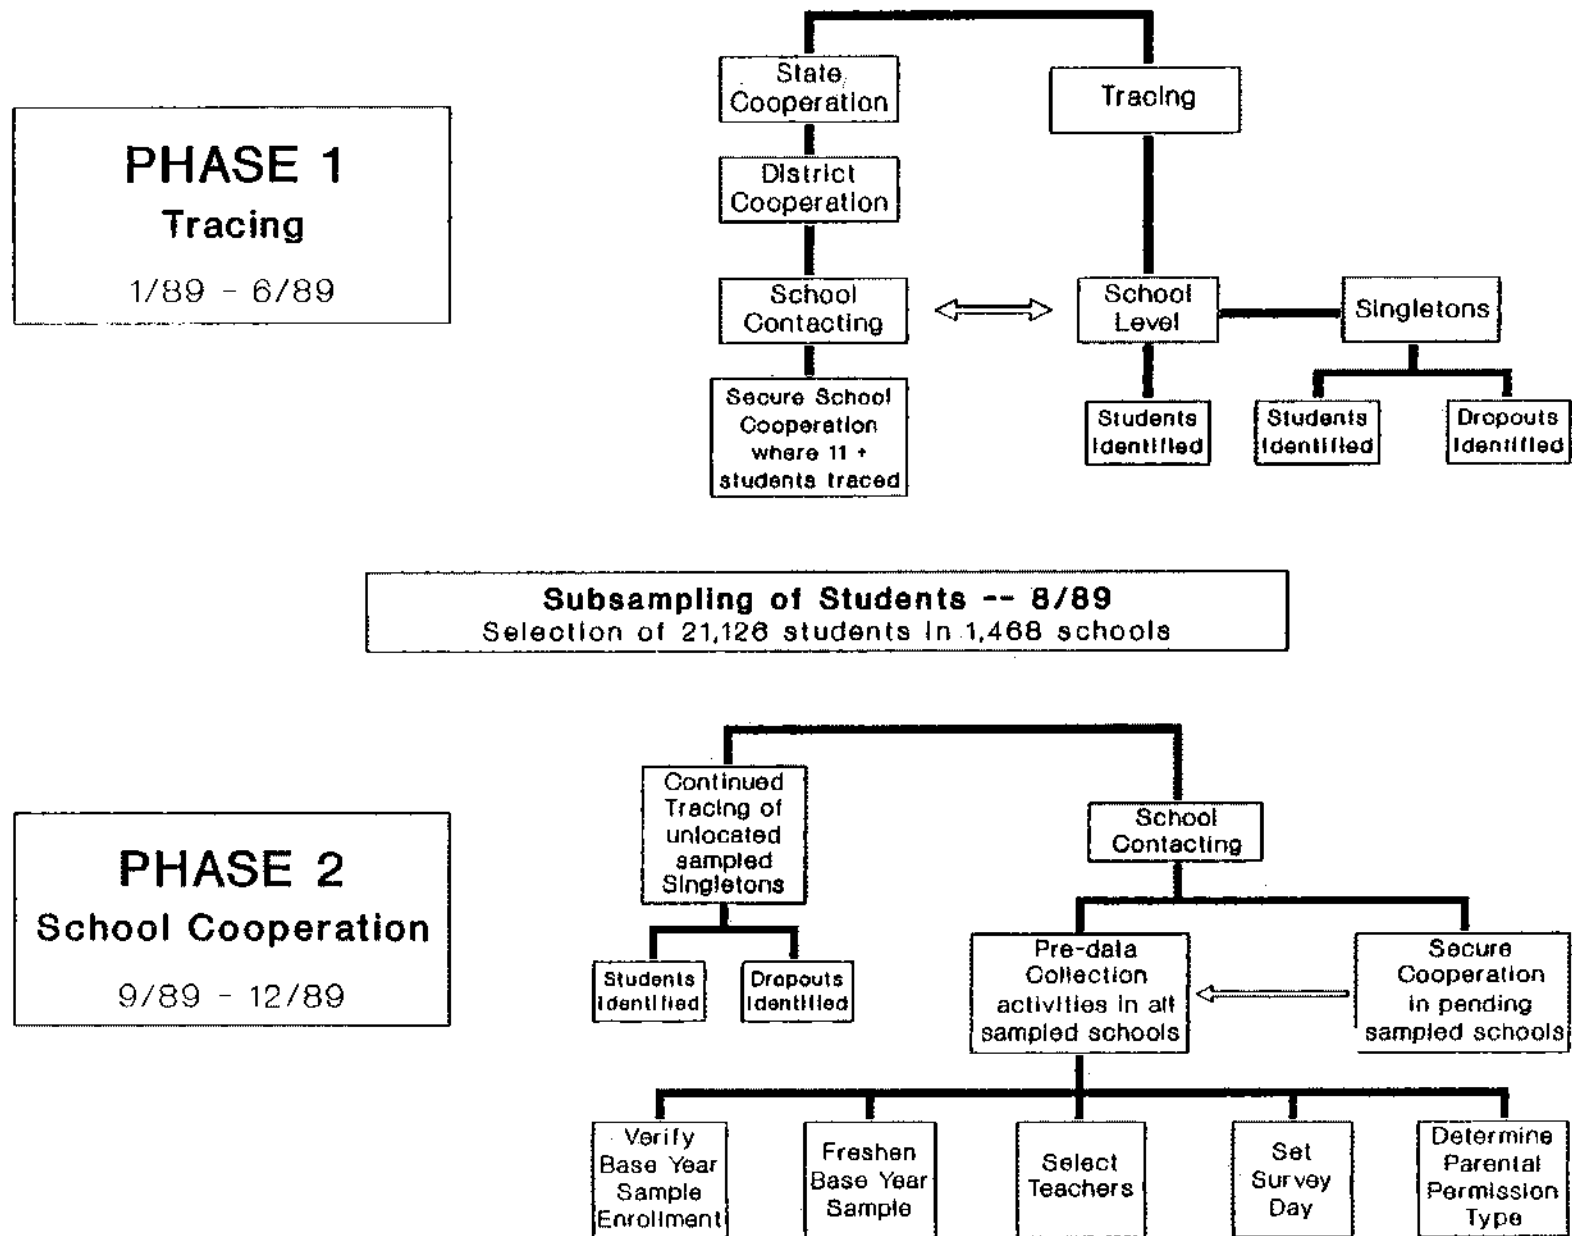 PHASE 1
Tracing
1/89 - 6/89
State
Cooperation
Tracing
District
Cooperation
School
Contacting
School
Level
Singletons
Secure School
Cooperation
where 11 +
students traced
Students
Identified
Students
Identified
Dropouts
Identified
Subsampling of Students -- 8/89
Selection of 21,126 students in 1,468 schools
PHASE 2
School Cooperation
9/89 - 12/89
Continued
Tracing of
unlocated
sampled
Singletons
School
Contacting
Students
Identified
Dropouts
Identified
Pre-data
Collection
activities in all
sampled schools
Secure
Cooperation
in pending
sampled schools
Verify
Base Year
Sample
Enrollment
Freshen
Base Year
Sample
Select
Teachers
Set
Survey
Day
Determine
Parental
Permission
Type